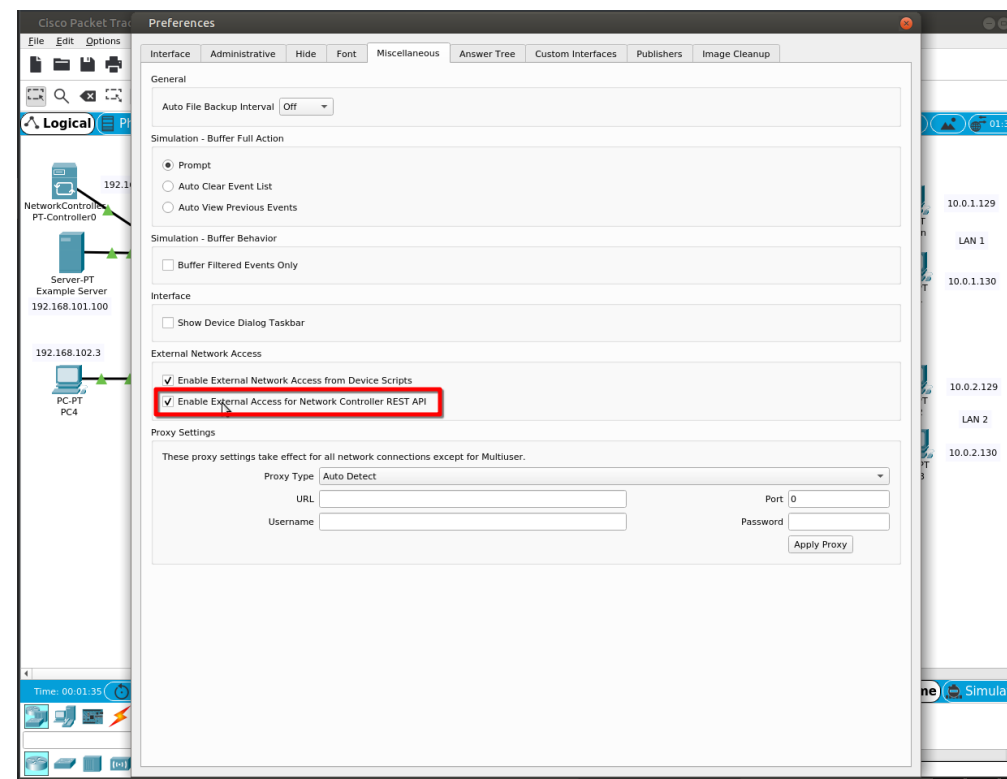 Cisco Packet Trac
Preferences
File Edit Options
Interface Administrative Hide Font Miscellaneous Answer Tree Custom Interfaces Publishers Image Cleanup
General
Auto File Backup Interval Off
Logical
Simulation - Buffer Full Action
Prompt
Auto Clear Event List
Auto View Previous Events
Simulation - Buffer Behavior
Buffer Filtered Events Only
Interface
Show Device Dialog Taskbar
External Network Access
Enable External Network Access from Device Scripts
Enable External Access for Network Controller REST API
Proxy Settings
These proxy settings take effect for all network connections except for Multiuser.
Proxy Type Auto Detect
URL Port 0
Username Password
Apply Proxy
192.1
NetworkController
PT-Controller0
Server-PT
Example Server
192.168.101.100
192.168.102.3
PC-PT
PC4
01:3
10.0.1.129
LAN 1
10.0.1.130
10.0.2.129
LAN 2
10.0.2.130
Time: 00:01:35
me Simula